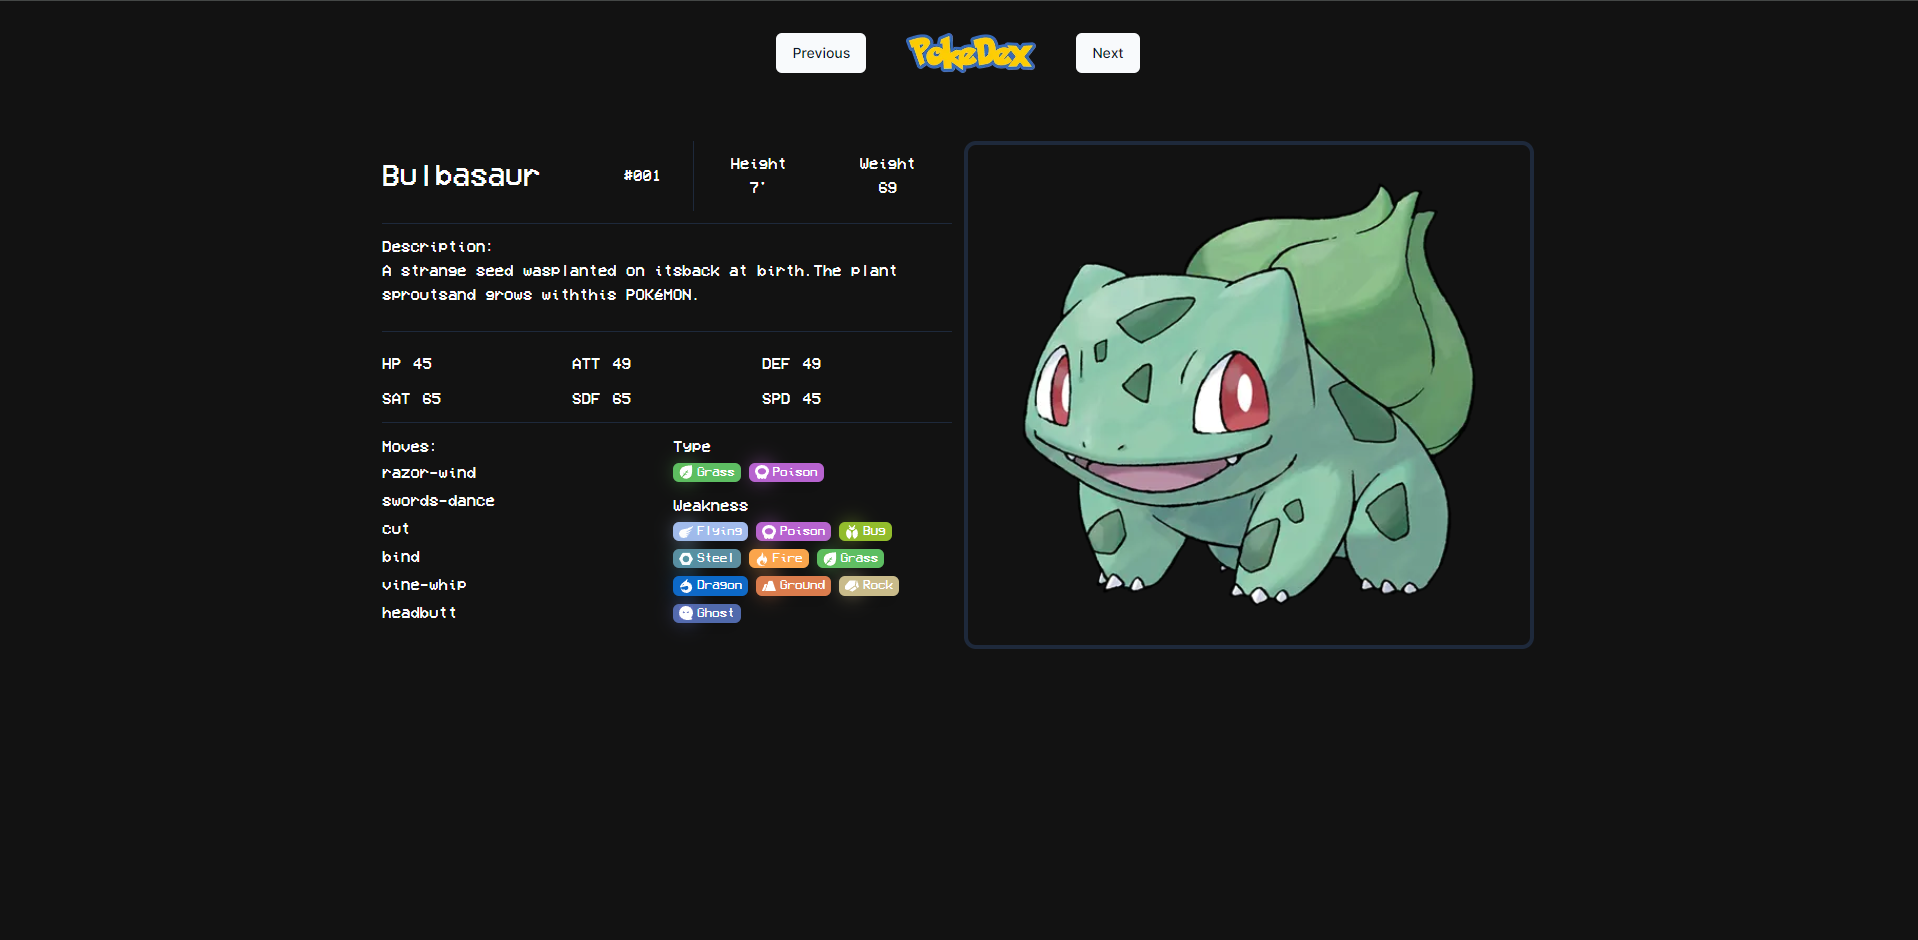 Previous
PokeDex
Next
Bulbasaur
#001
Height
7'
Weight
69
Description:
A strange seed wasplanted on itsback at birth.The plant
sproutsand grows withthis POKéMON.
HP 45
ATT 49
DEF 49
SAT 65
SDF 65
SPD 45
Moves:
razor-wind
swords-dance
cut
bind
vine-whip
headbutt
Type
Grass Poison
Weakness
Flying Poison Bug
Steel Fire Grass
Dragon Ground Rock
Ghost